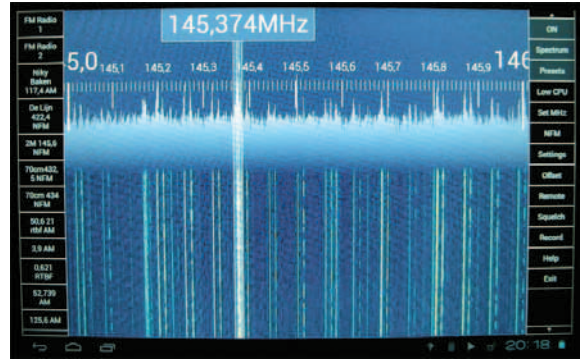 FM Radio
1
FM Radio
2
Niky
Baken
117,4 AM
De Lijn
422,4
NFM
2M 145,6
NFM
70cm432,
5 NFM
70cm 434
NFM
50,6 21
rtbf AM
3,9 AM
0,621
RTBF
52,739
AM
125,6 AM
145,374MHz
5,0 145,1 145,2 145,3 145,4 145,5 145,6 145,7 145,8 145,9 146
ON
Spectrum
Presets
Low CPU
Set MHz
NFM
Settings
Offset
Remote
Squelch
Record
Help
Exit
20:18